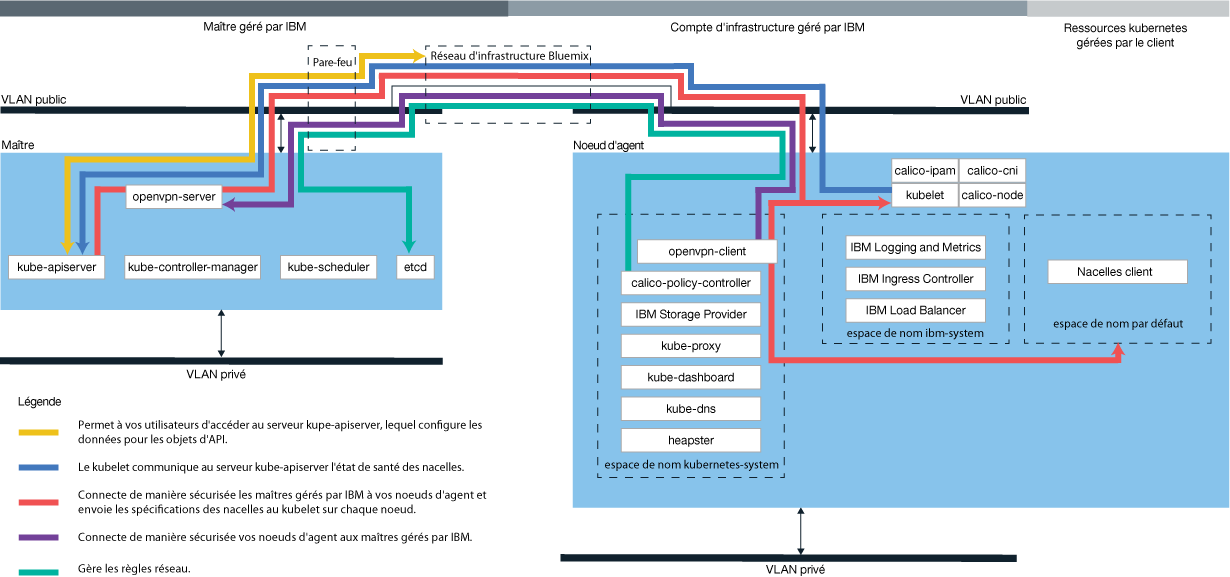 Maître géré par IBM
Compte d'infrastructure géré par IBM
Ressources kubernetes
gérées par le client
Pare-feu
Réseau d'infrastructure Bluemix
VLAN public
VLAN public
Maître
openvpn-server
kube-apiserver
kube-controller-manager
kube-scheduler
etcd
VLAN privé
Noeud d'agent
calico-ipam
calico-cni
kubelet
calico-node
openvpn-client
calico-policy-controller
IBM Storage Provider
kube-proxy
kube-dashboard
kube-dns
heapster
espace de nom kubernetes-system
IBM Logging and Metrics
IBM Ingress Controller
IBM Load Balancer
espace de nom ibm-system
Nacelles client
espace de nom par défaut
VLAN privé
Légende
Permet à vos utilisateurs d'accéder au serveur kupe-apiserver, lequel configure les
données pour les objets d'API.
Le kubelet communique au serveur kube-apiserver l'état de santé des nacelles.
Connecte de manière sécurisée les maîtres gérés par IBM à vos noeuds d'agent et
envoie les spécifications des nacelles au kubelet sur chaque noeud.
Connecte de manière sécurisée vos noeuds d'agent aux maîtres gérés par IBM.
Gère les règles réseau.